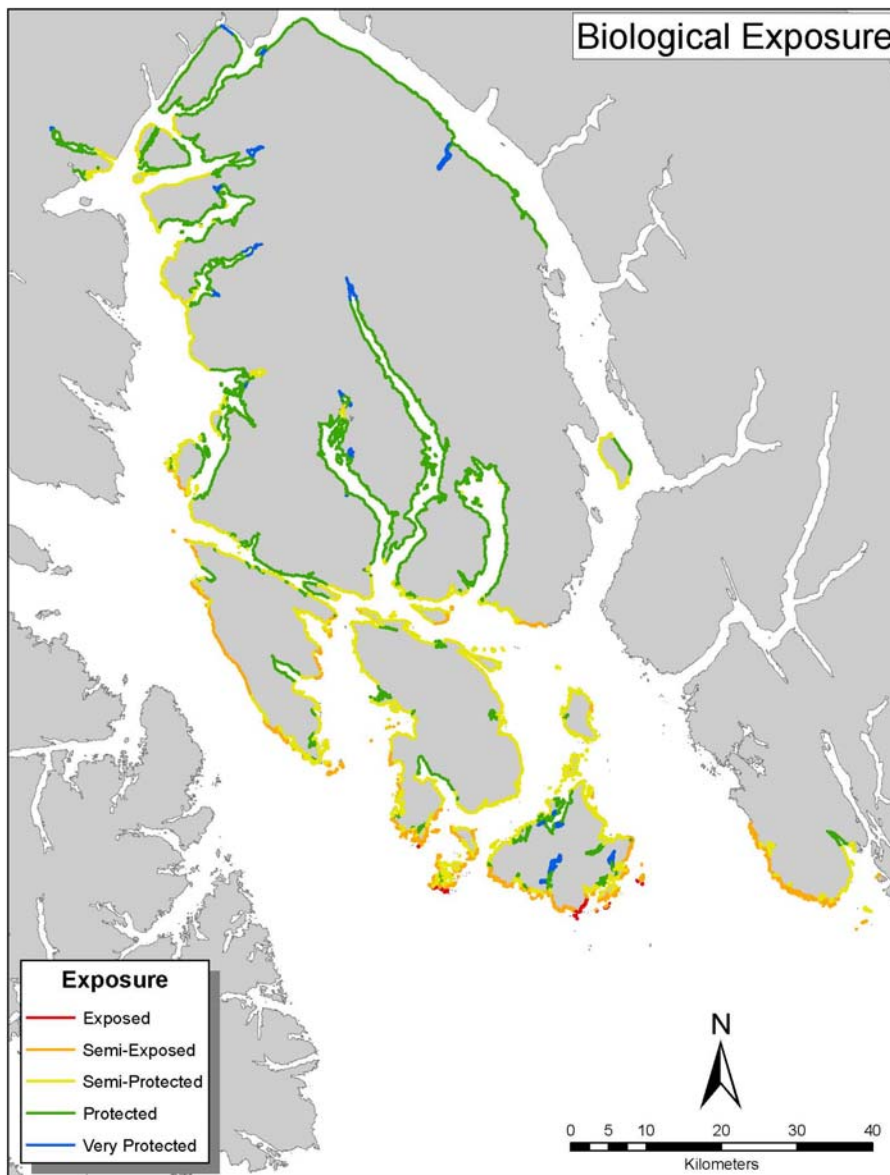 Biological Exposure
Exposure
Exposed
Semi-Exposed
Semi-Protected
Protected
Very Protected
N
0 5 10 20 30 40
Kilometers